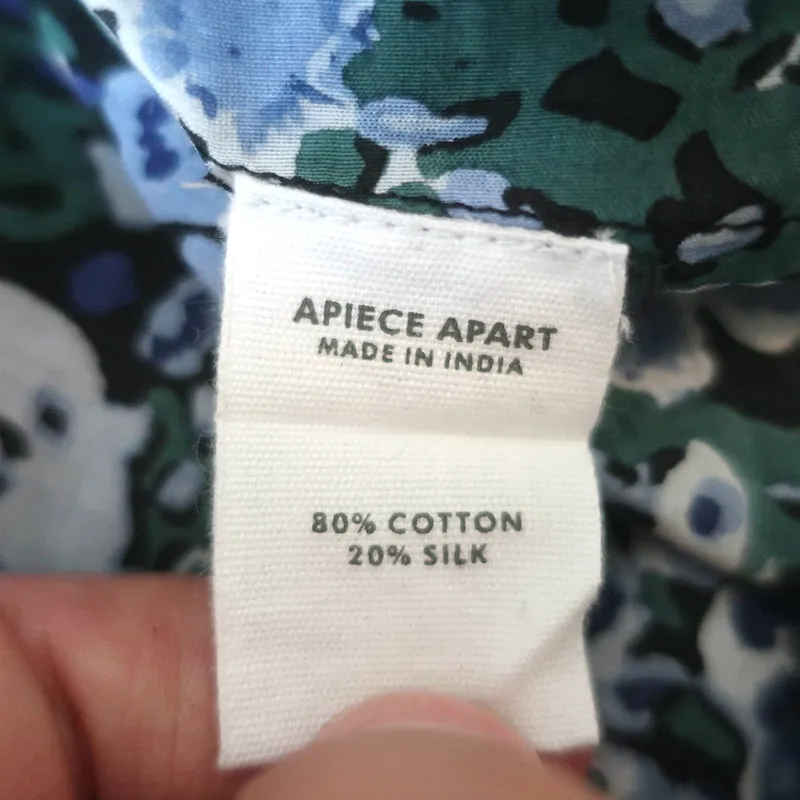 APIECE APART
MADE IN INDIA
80% COTTON
20% SILK